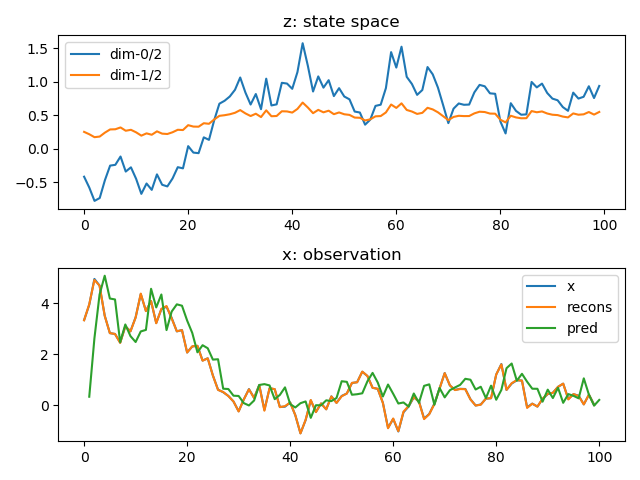 z: state space
dim-0/2
dim-1/2
1.5
1.0
0.5
0.0
−0.5
0 20 40 60 80 100
x: observation
x
recons
pred
4
2
0
0 20 40 60 80 100